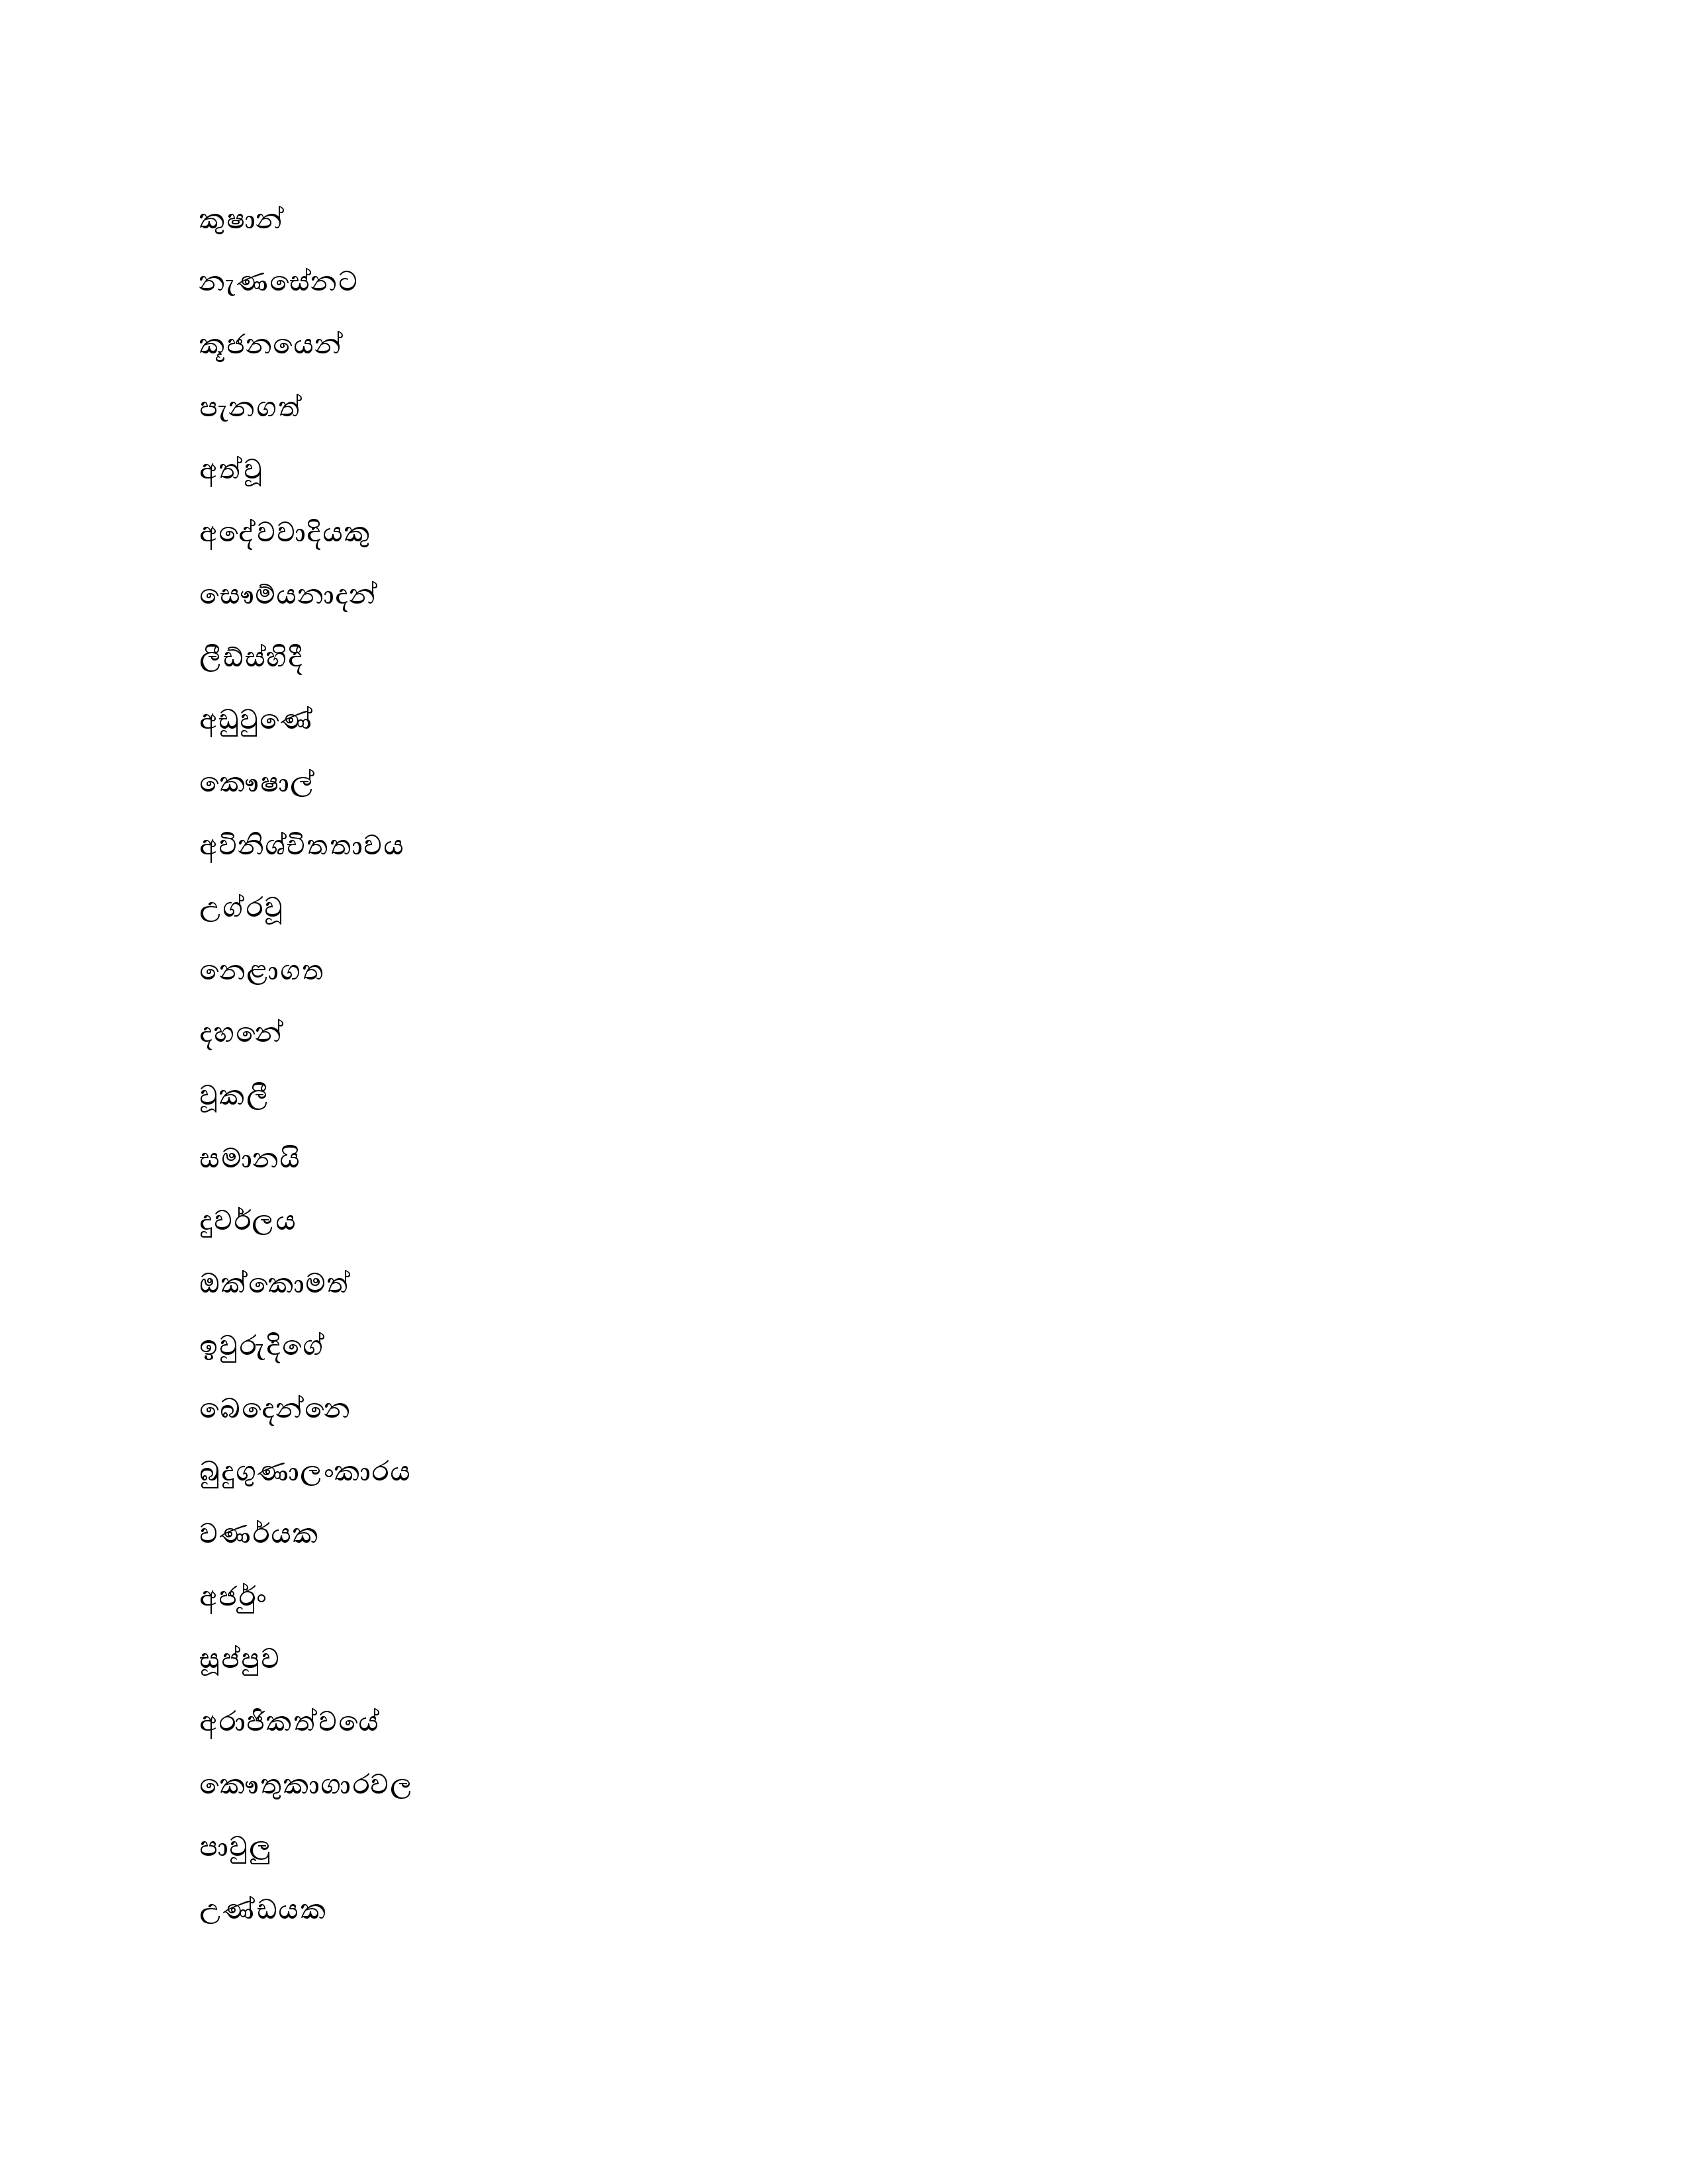 කුෂාන්
නැණසේනට
කූජනයෙන්
පැනගත්
අත්වූ
අදේවවාදියකු
සෞම්යනාදන්
ලීඩ්ස්හිදී
අඩුවුණේ
කෞෂාල්
අවිනිශ්චිතතාවය
උග්රවූ
නෙළාගත
දහනේ
වූකලී
සමානයි
දුවර්ලය
ඔක්කොමත්
ඉවුරුදිගේ
බෙදෙන්නෙ
බුදුගුණාලංකාරය
වණර්යක
අජර්ුං
සූප්පුව
අරාජිකත්වයේ
කෞතුකාගාරවල
පාවුලු
උණ්ඩයක